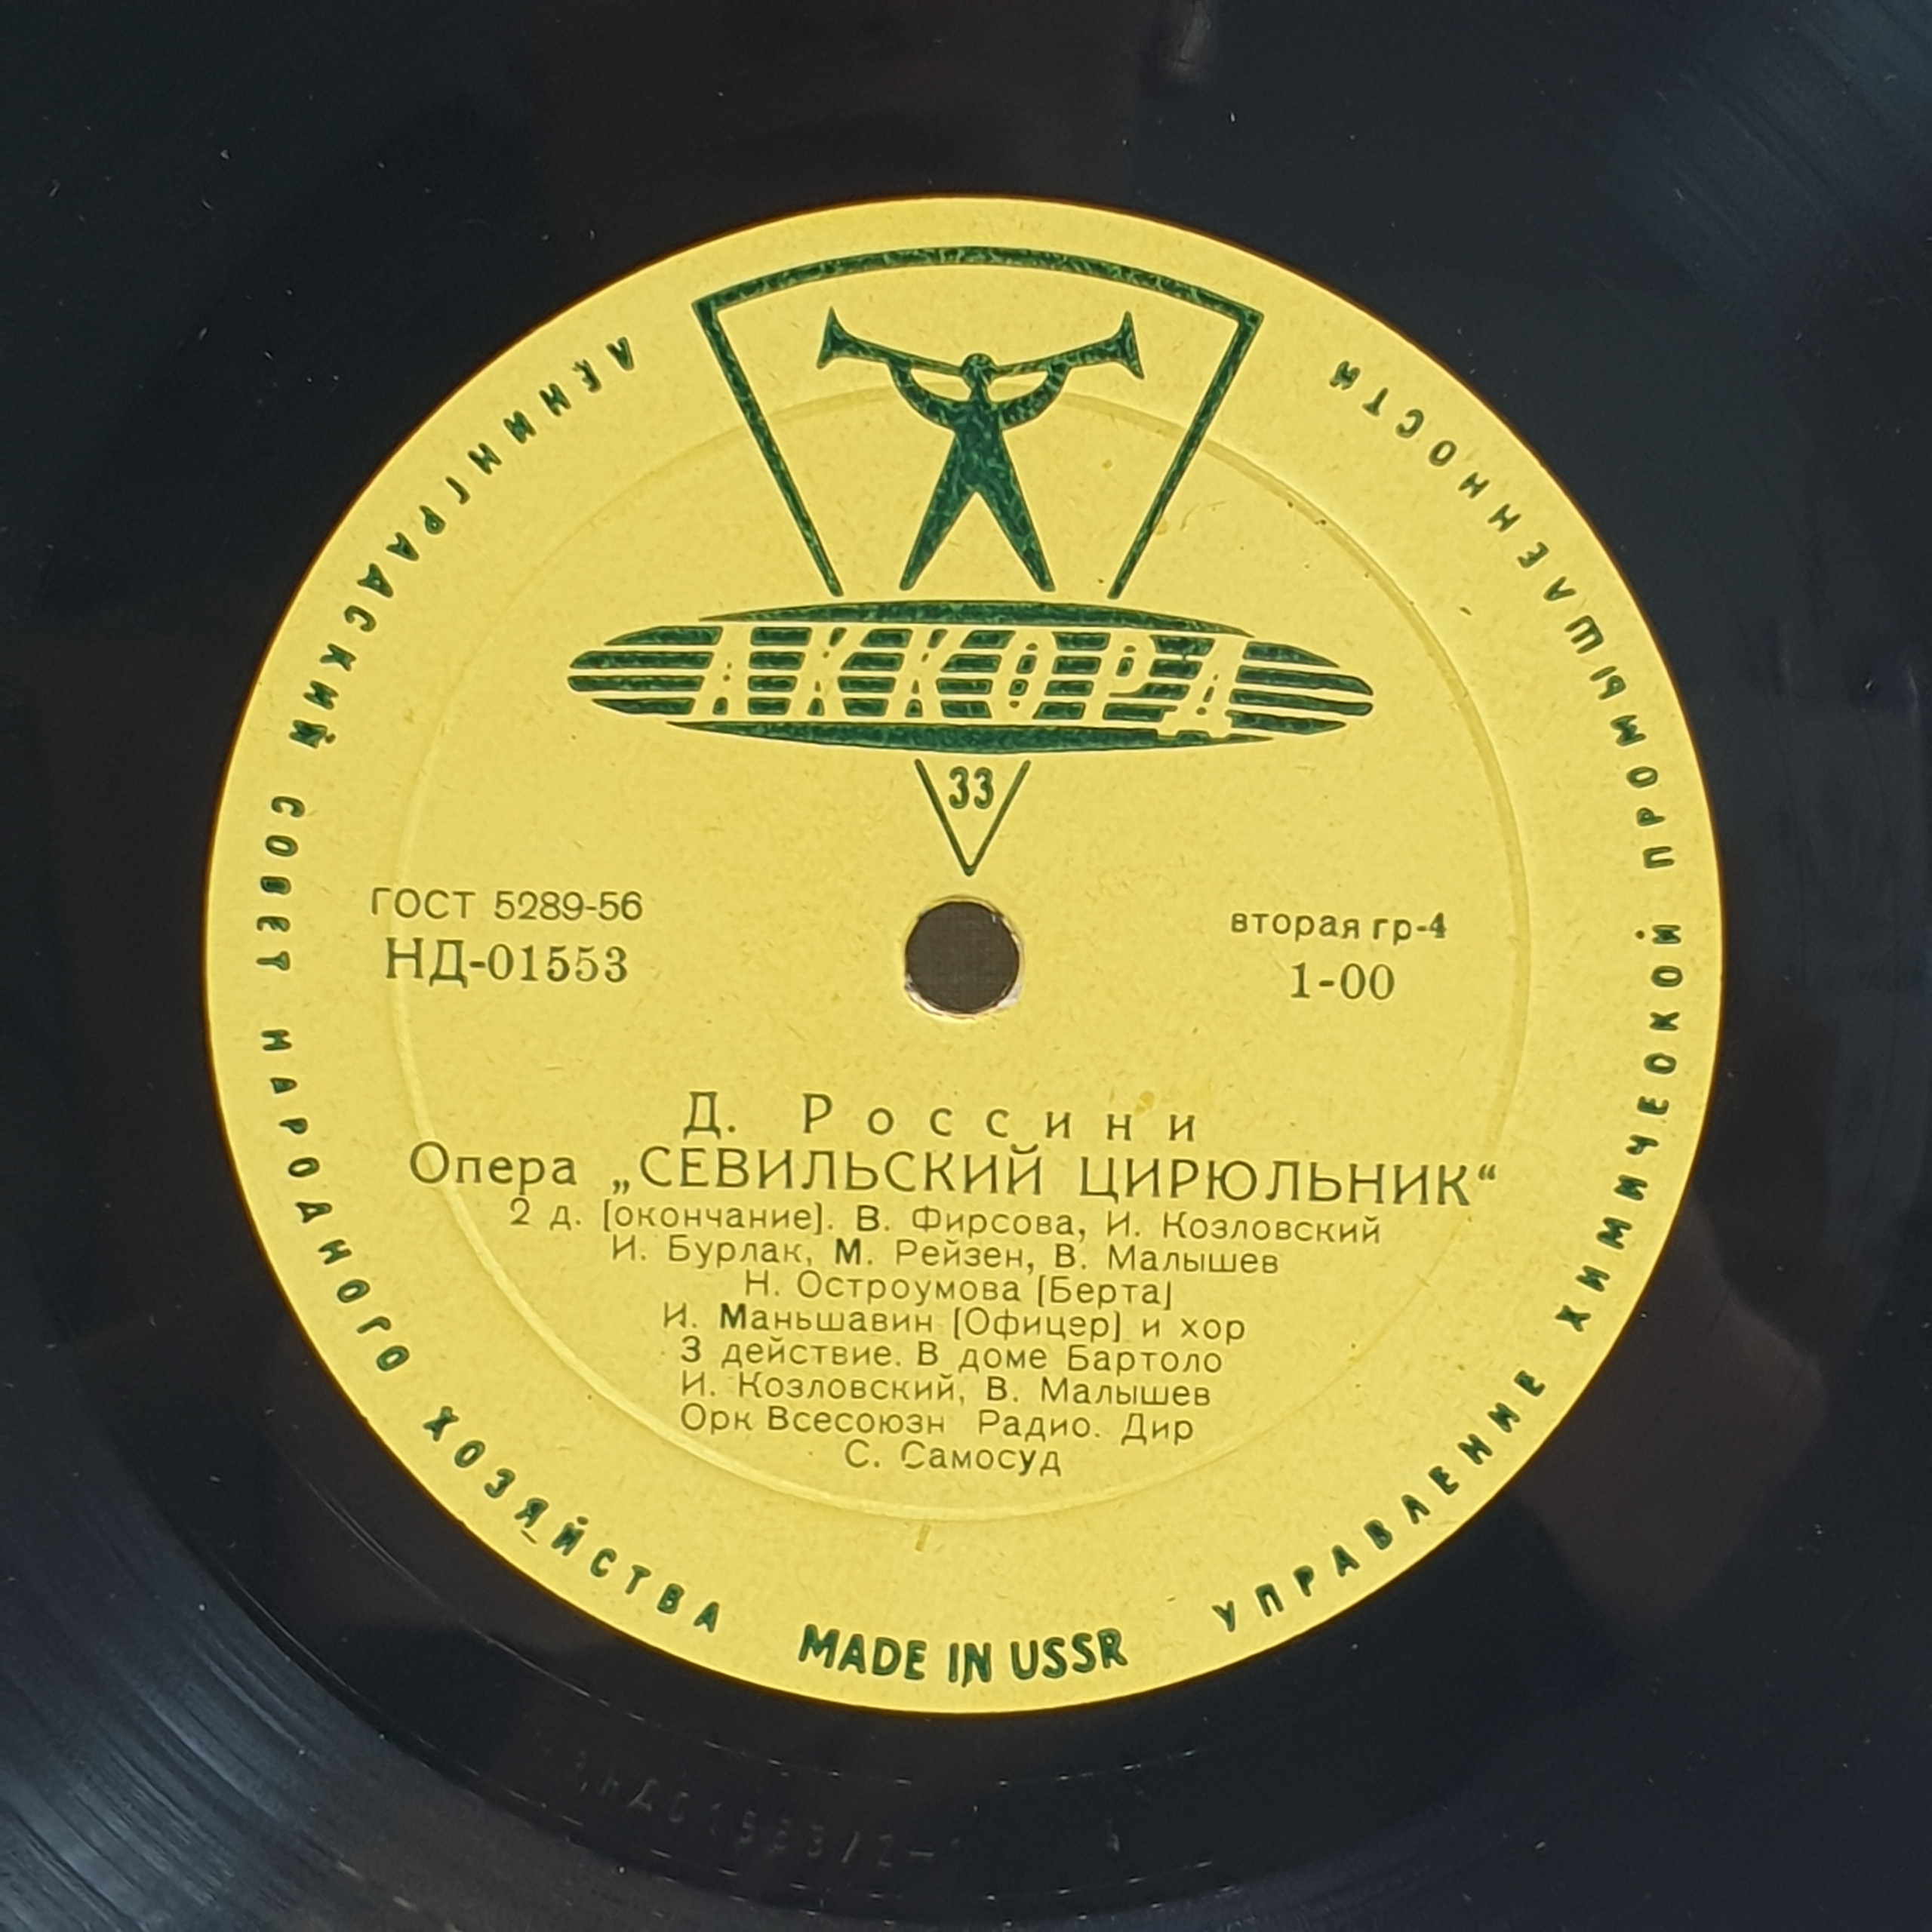 ЛЕНИНГРАДСКИЙ СОВЕТ НАРОДНОГО ХОЗЯЙСТВА
УПРАВЛЕНИЕ ХИМИЧЕСКОЙ ПРОМЫШЛЕННОСТИ
АККОРД
33
ГОСТ 5289-56
НД-01553
вторая гр-4
1-00
Д. Россини
Опера „СЕВИЛЬСКИЙ ЦИРЮЛЬНИК“
2 д. [окончание]. В. Фирсова, И. Козловский
И. Бурлак, М. Рейзен, В. Малышев
Н. Остроумова [Берта]
И. Маньшавин [Офицер] и хор
3 действие. В доме Бартоло
И. Козловский, В. Малышев
Орк Всесоюзн Радио. Дир
С. Самосуд
MADE IN USSR